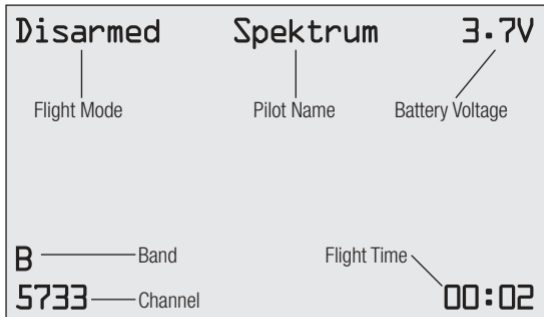 Disarmed Spektrum 3.7V
Flight Mode Pilot Name Battery Voltage
B Band Flight Time
5733 Channel 00:02